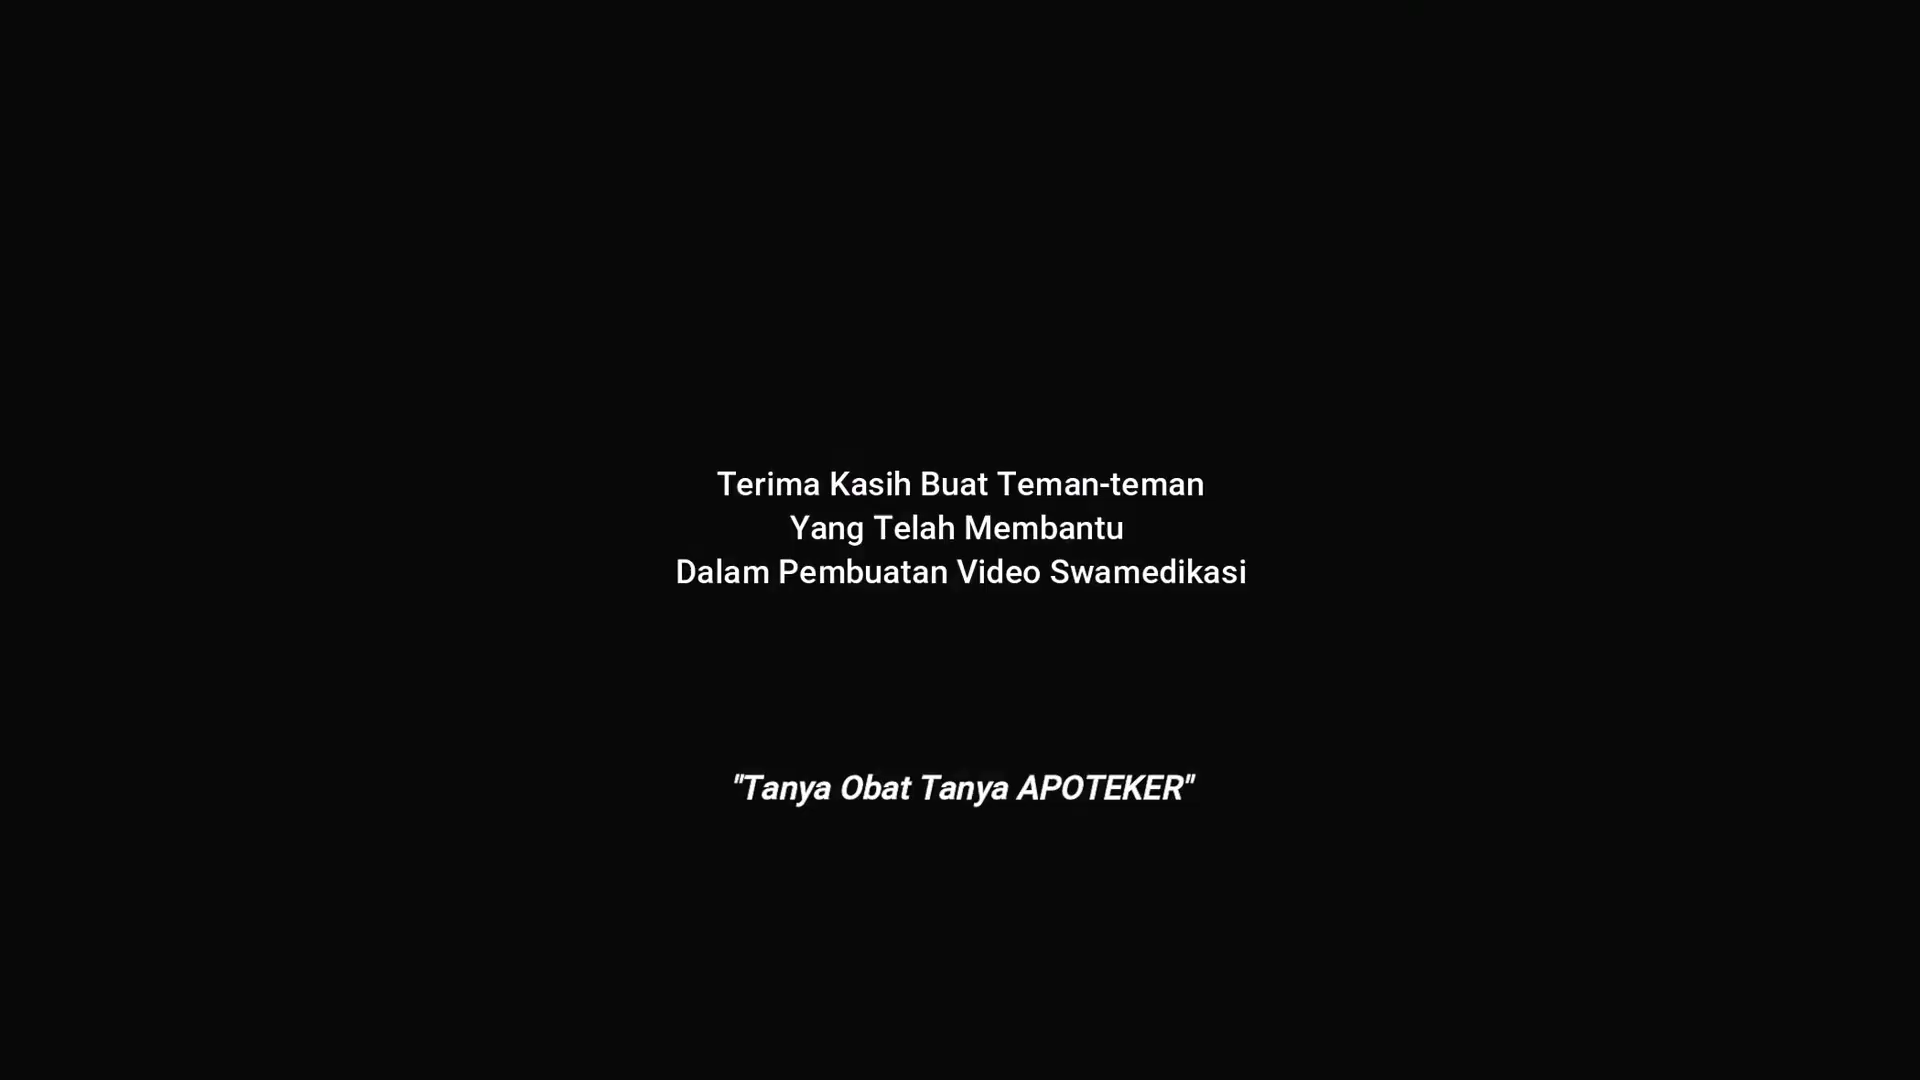 Terima Kasih Buat Teman-teman
Yang Telah Membantu
Dalam Pembuatan Video Swamedikasi
"Tanya Obat Tanya APOTEKER"